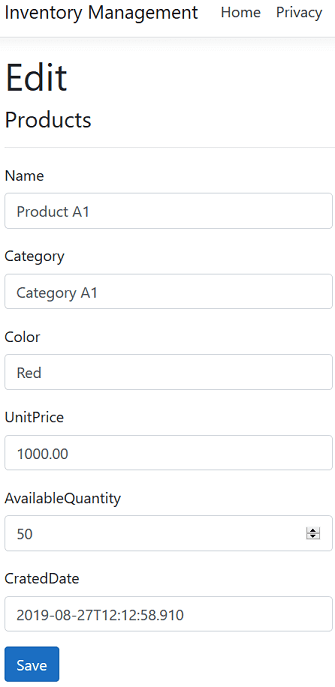 Inventory Management Home Privacy
Edit
Products
Name
Product A1
Category
Category A1
Color
Red
UnitPrice
1000.00
AvailableQuantity
50
CratedDate
2019-08-27T12:12:58.910
Save